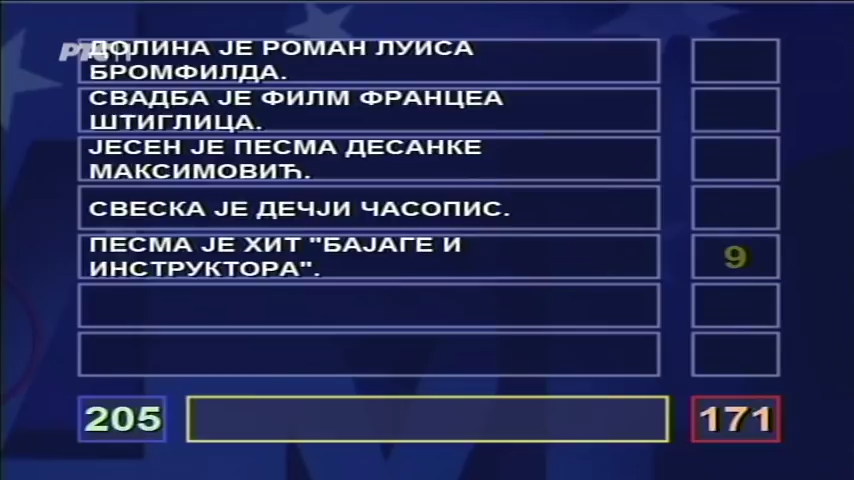 ДОЛИНА ЈЕ РОМАН ЛУИСА
БРОМФИЛДА.
СВАДБА ЈЕ ФИЛМ ФРАНЦЕА
ШТИГЛИЦА.
ЈЕСЕН ЈЕ ПЕСМА ДЕСАНКЕ
МАКСИМОВИЋ.
СВЕСКА ЈЕ ДЕЧЈИ ЧАСОПИС.
ПЕСМА ЈЕ ХИТ "БАЈАГЕ И
ИНСТРУКТОРА".
9
205
171